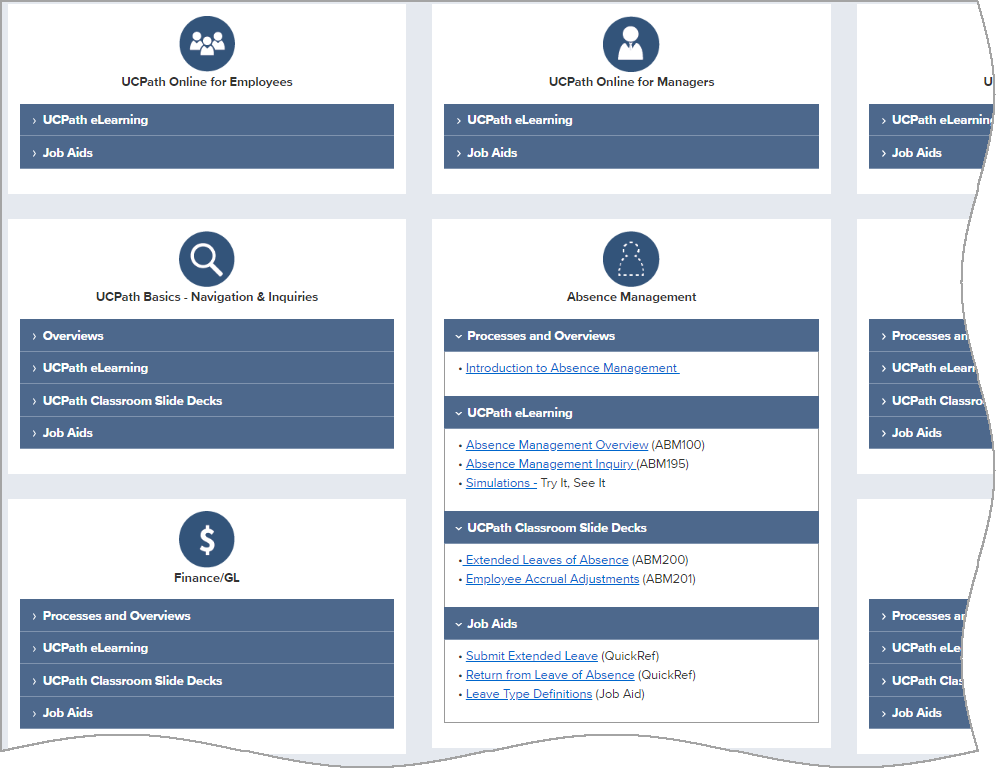 UCPath Online for Employees
› UCPath eLearning
› Job Aids
UCPath Online for Managers
› UCPath eLearning
› Job Aids
U
› UCPath eLearning
› Job Aids
UCPath Basics - Navigation & Inquiries
› Overviews
› UCPath eLearning
› UCPath Classroom Slide Decks
› Job Aids
Absence Management
Processes and Overviews
• Introduction to Absence Management
UCPath eLearning
• Absence Management Overview (ABM100)
• Absence Management Inquiry (ABM195)
• Simulations - Try It, See It
UCPath Classroom Slide Decks
• Extended Leaves of Absence (ABM200)
• Employee Accrual Adjustments (ABM201)
Job Aids
• Submit Extended Leave (QuickRef)
• Return from Leave of Absence (QuickRef)
• Leave Type Definitions (Job Aid)
› Processes an
› UCPath eLearn
› UCPath Classro
› Job Aids
$
Finance/GL
› Processes and Overviews
› UCPath eLearning
› UCPath Classroom Slide Decks
› Job Aids
› Processes an
› UCPath eLe
› UCPath Clas
› Job Aids